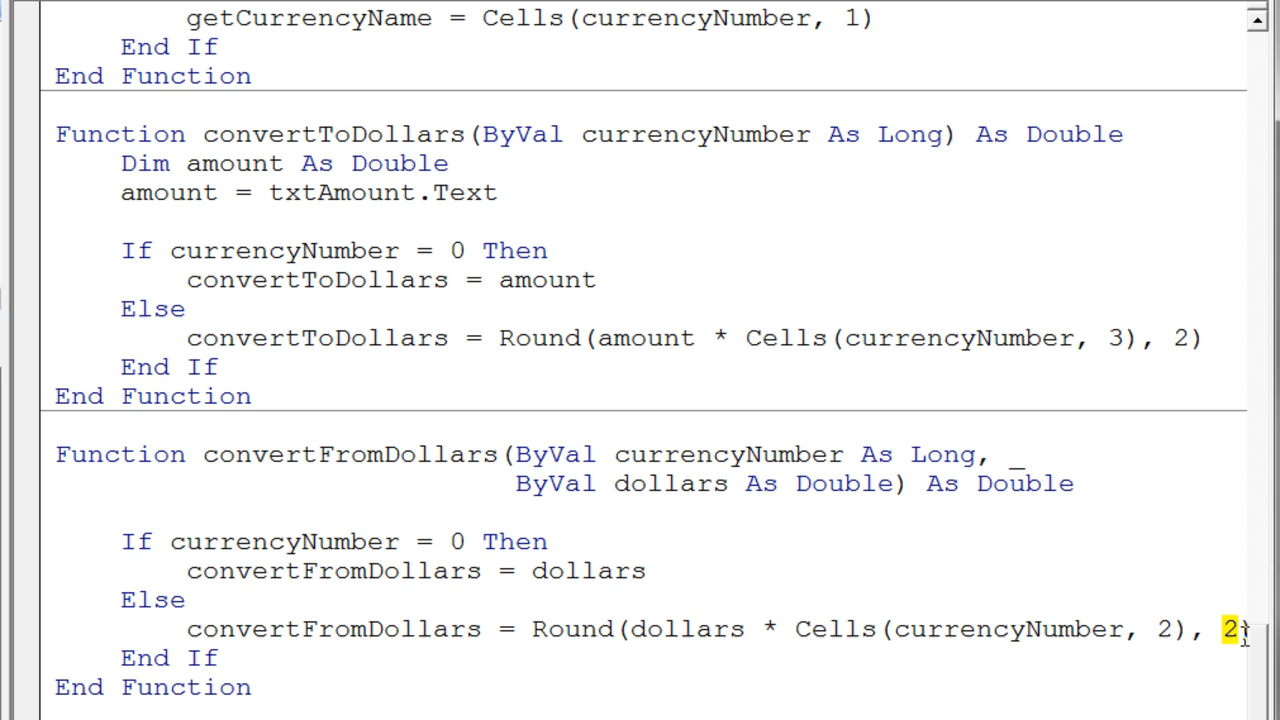 getCurrencyName = Cells(currencyNumber, 1)
End If
End Function
Function convertToDollars(ByVal currencyNumber As Long) As Double
Dim amount As Double
amount = txtAmount.Text
If currencyNumber = 0 Then
convertToDollars = amount
Else
convertToDollars = Round(amount * Cells(currencyNumber, 3), 2)
End If
End Function
Function convertFromDollars(ByVal currencyNumber As Long, _
ByVal dollars As Double) As Double
If currencyNumber = 0 Then
convertFromDollars = dollars
Else
convertFromDollars = Round(dollars * Cells(currencyNumber, 2), 2)
End If
End Function